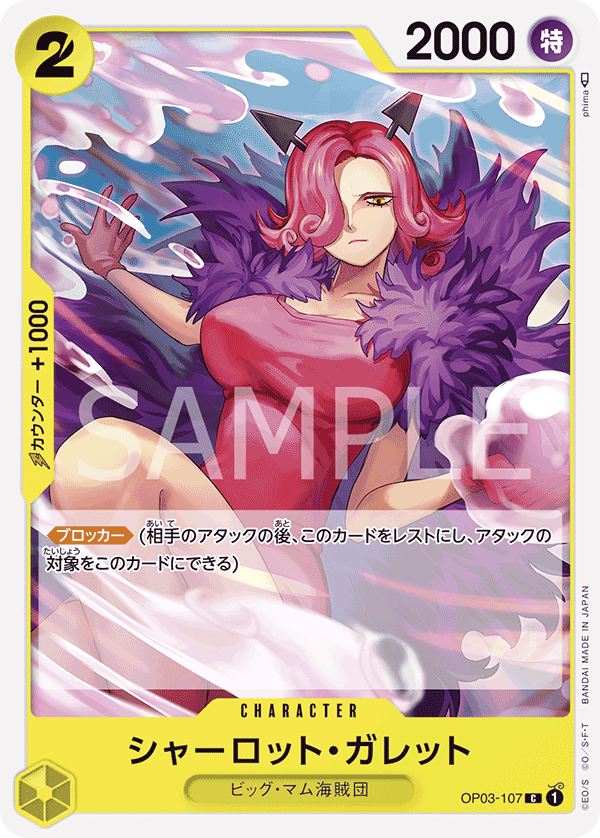 2
2000
特
phima
カウンター +1000
SAMPLE
ブロッカー (相手のアタックの後、このカードをレストにし、アタックの
対象をこのカードにできる)
CHARACTER
シャーロット・ガレット
ビッグ・マム海賊団
OP03-107 C 1
©E.O/S ©O/S・F・T BANDAI MADE IN JAPAN